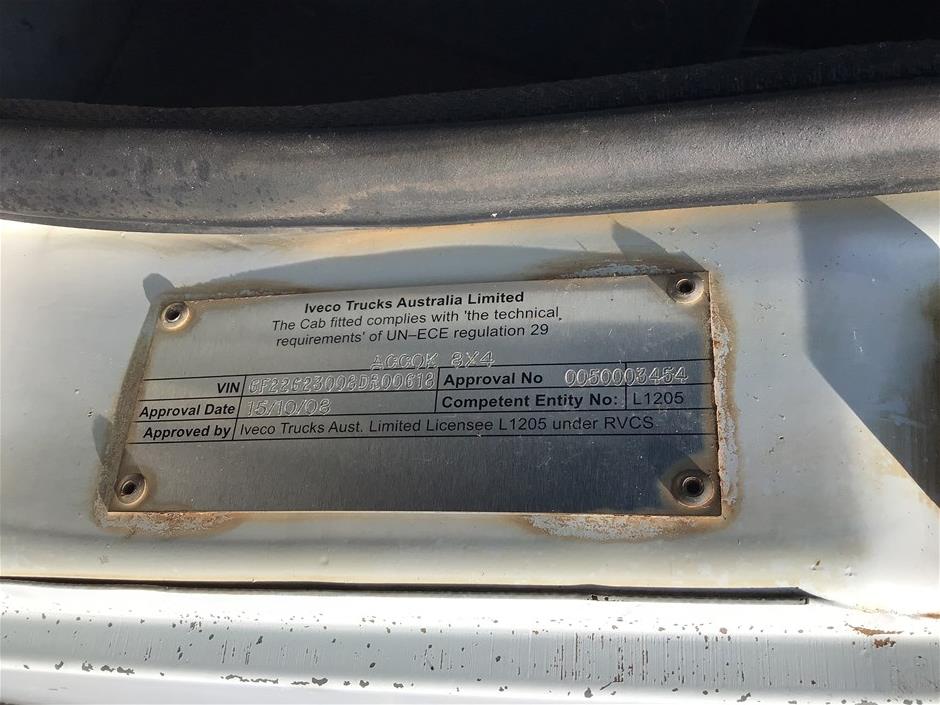 Iveco Trucks Australia Limited
The Cab fitted complies with 'the technical
requirements' of UN–ECE regulation 29
ACCOK 8X4
VIN Approval No 0050003454
Approval Date 15/10/08 Competent Entity No: L1205
Approved by Iveco Trucks Aust. Limited Licensee L1205 under RVCS